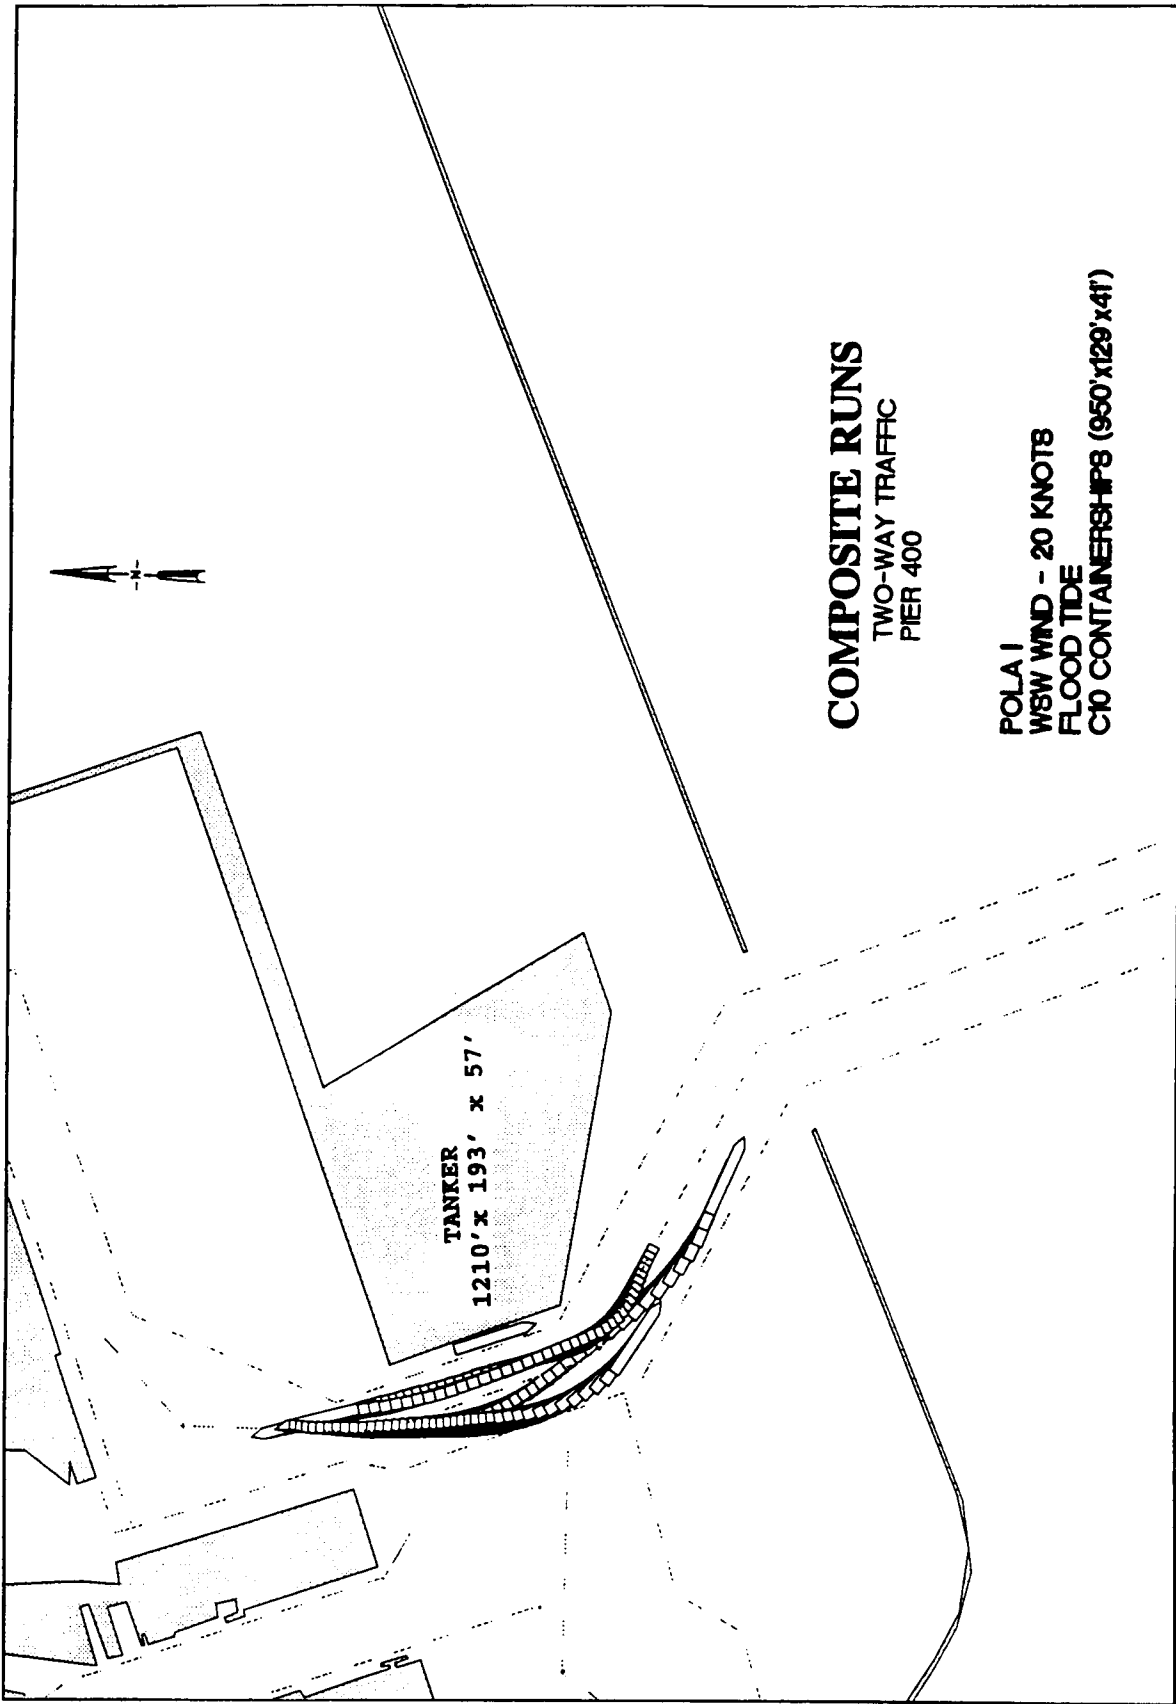 N
TANKER
1210'x 193' x 57'
COMPOSITE RUNS
TWO-WAY TRAFFIC
PIER 400
POLA I
WSW WIND - 20 KNOTS
FLOOD TIDE
C10 CONTAINERSHIPS (950'x129'x41')